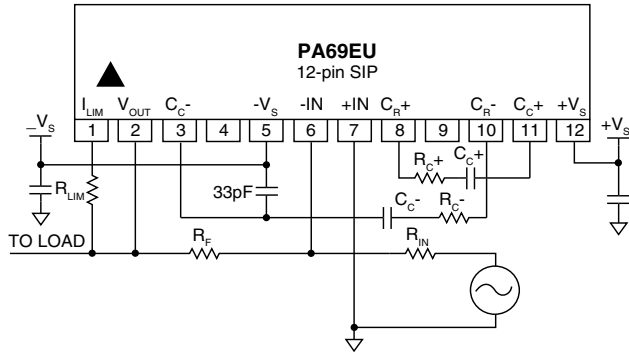 PA69EU
12-pin SIP
I_LIM V_OUT C_C- -V_S -IN +IN C_R+ C_R- C_C+ +V_S
1 2 3 4 5 6 7 8 9 10 11 12
_V_S +V_S
R_C+ C_C+
R_LIM 33pF C_C- R_C-
TO LOAD R_F R_IN